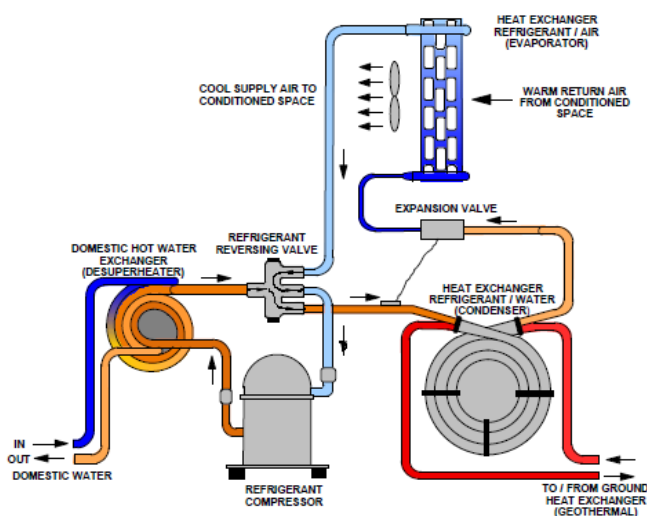 HEAT EXCHANGER
REFRIGERANT / AIR
(EVAPORATOR)
COOL SUPPLY AIR TO
CONDITIONED SPACE
WARM RETURN AIR
FROM CONDITIONED
SPACE
EXPANSION VALVE
REFRIGERANT
REVERSING VALVE
DOMESTIC HOT WATER
EXCHANGER
(DESUPERHEATER)
HEAT EXCHANGER
REFRIGERANT / WATER
(CONDENSER)
IN
OUT
DOMESTIC WATER
REFRIGERANT
COMPRESSOR
TO / FROM GROUND
HEAT EXCHANGER
(GEOTHERMAL)